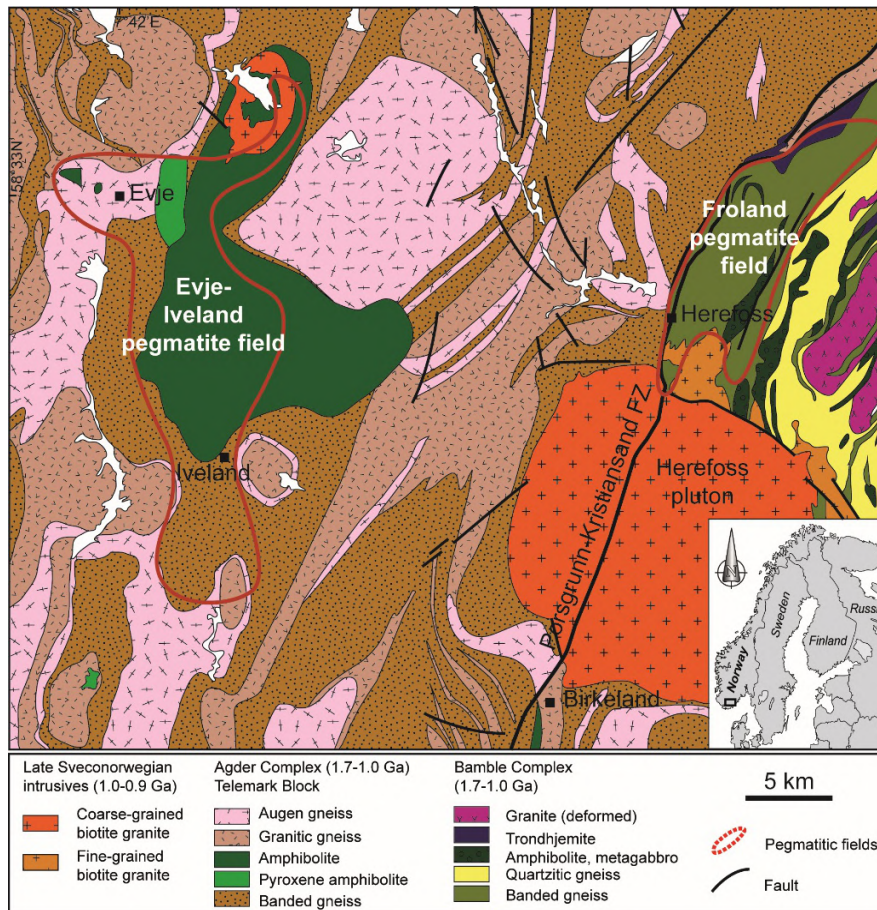 7°42'E
58°33'N
Evje
Evje-
Iveland
pegmatite field
Iveland
Froland
pegmatite
field
Herefoss
Porsgrunn-Kristiansand FZ
Herefoss
pluton
Birkeland
Norway
Sweden
Finland
Russi
Late Sveconorwegian
intrusives (1.0-0.9 Ga)
Coarse-grained
biotite granite
Fine-grained
biotite granite
Agder Complex (1.7-1.0 Ga)
Telemark Block
Augen gneiss
Granitic gneiss
Amphibolite
Pyroxene amphibolite
Banded gneiss
Bamble Complex
(1.7-1.0 Ga)
Granite (deformed)
Trondhjemite
Amphibolite, metagabbro
Quartzitic gneiss
Banded gneiss
5 km
Pegmatitic fields
Fault